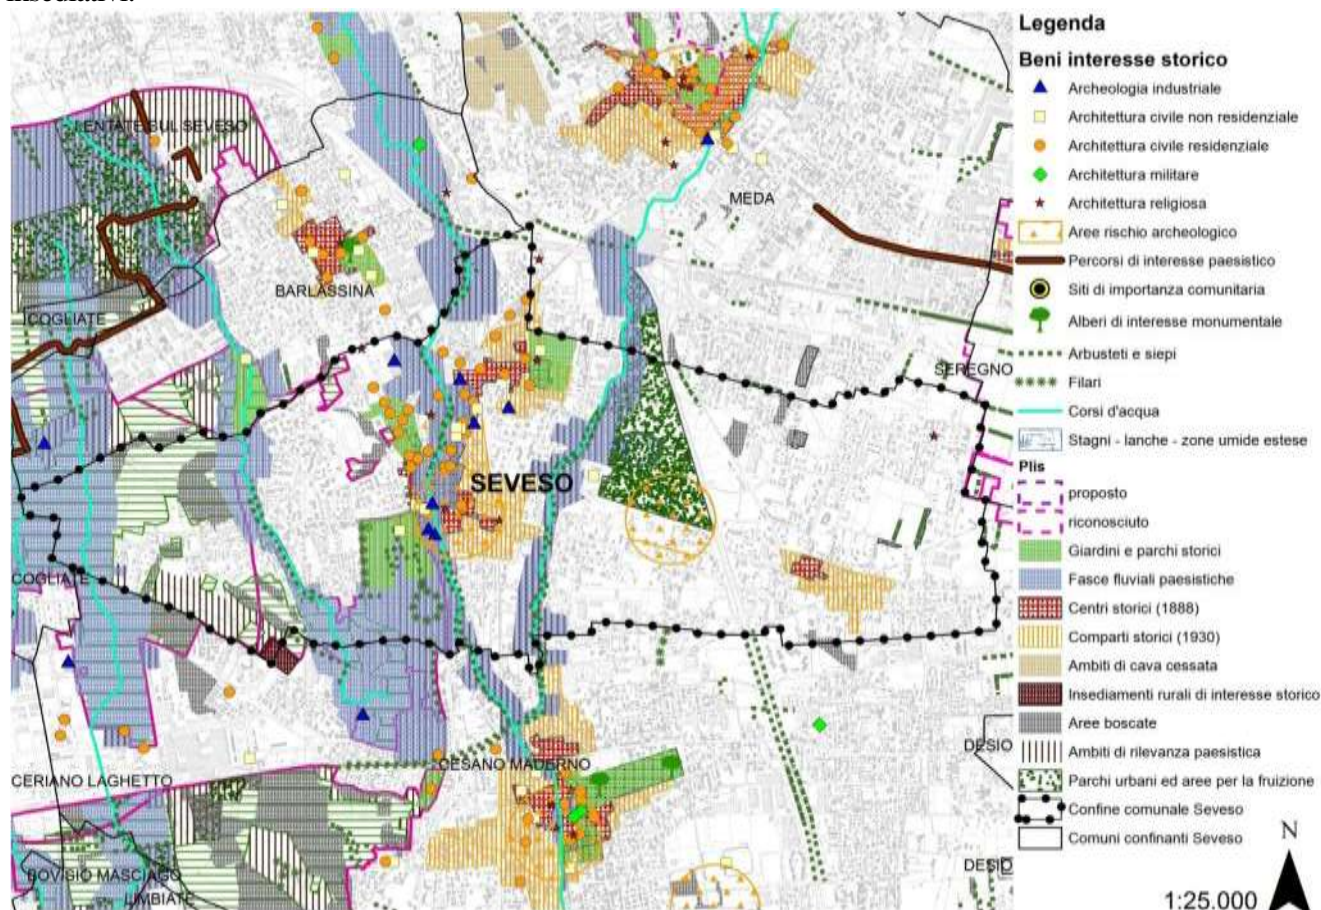 insediativi.
Legenda
Beni interesse storico
Archeologia industriale
Architettura civile non residenziale
Architettura civile residenziale
Architettura militare
Architettura religiosa
Aree rischio archeologico
Percorsi di interesse paesistico
Siti di importanza comunitaria
Alberi di interesse monumentale
Arbusteti e siepi
Filari
Corsi d'acqua
Stagni - lanche - zone umide estese
Plis
proposto
riconosciuto
Giardini e parchi storici
Fasce fluviali paesistiche
Centri storici (1888)
Comparti storici (1930)
Ambiti di cava cessata
Insediamenti rurali di interesse storico
Aree boscate
Ambiti di rilevanza paesistica
Parchi urbani ed aree per la fruizione
Confine comunale Seveso
Comuni confinanti Seveso
N
1:25.000
LENTATE SUL SEVESO
MEDA
BARLASSINA
COGLIATE
SEREGNO
SEVESO
COGLIATE
DESIO
CESANO MADERNO
CERIANO LAGHETTO
DESIO
BOVISIO MASCIAGO
LIMBIATE